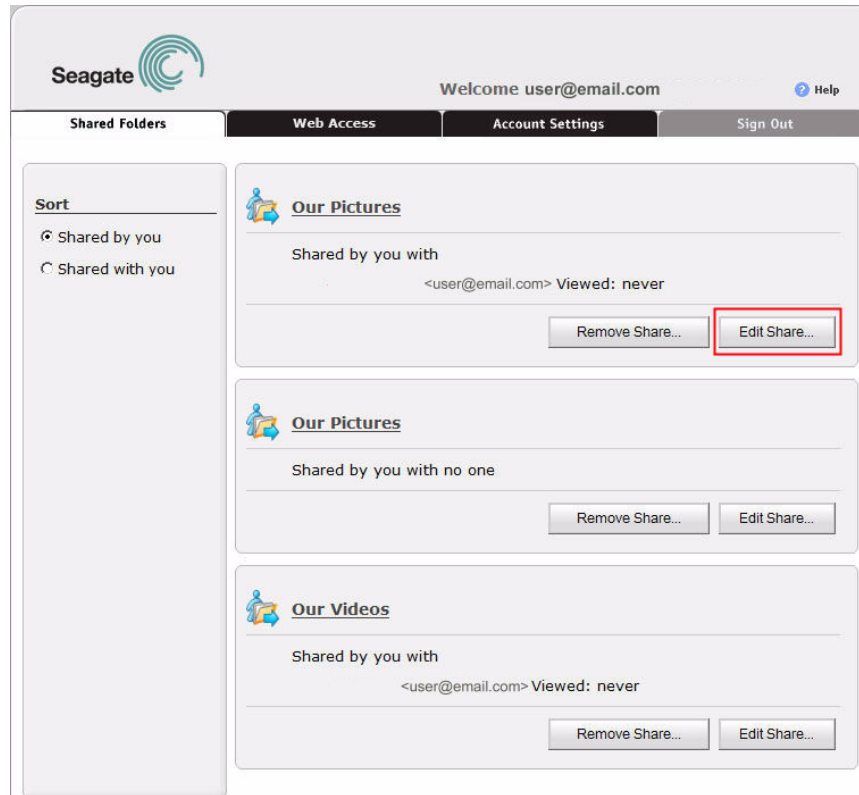 Seagate
Welcome user@email.com
Help
Shared Folders Web Access Account Settings Sign Out
Sort
Shared by you
Shared with you
Our Pictures
Shared by you with
<user@email.com> Viewed: never
Remove Share... Edit Share...
Our Pictures
Shared by you with no one
Remove Share... Edit Share...
Our Videos
Shared by you with
<user@email.com> Viewed: never
Remove Share... Edit Share...